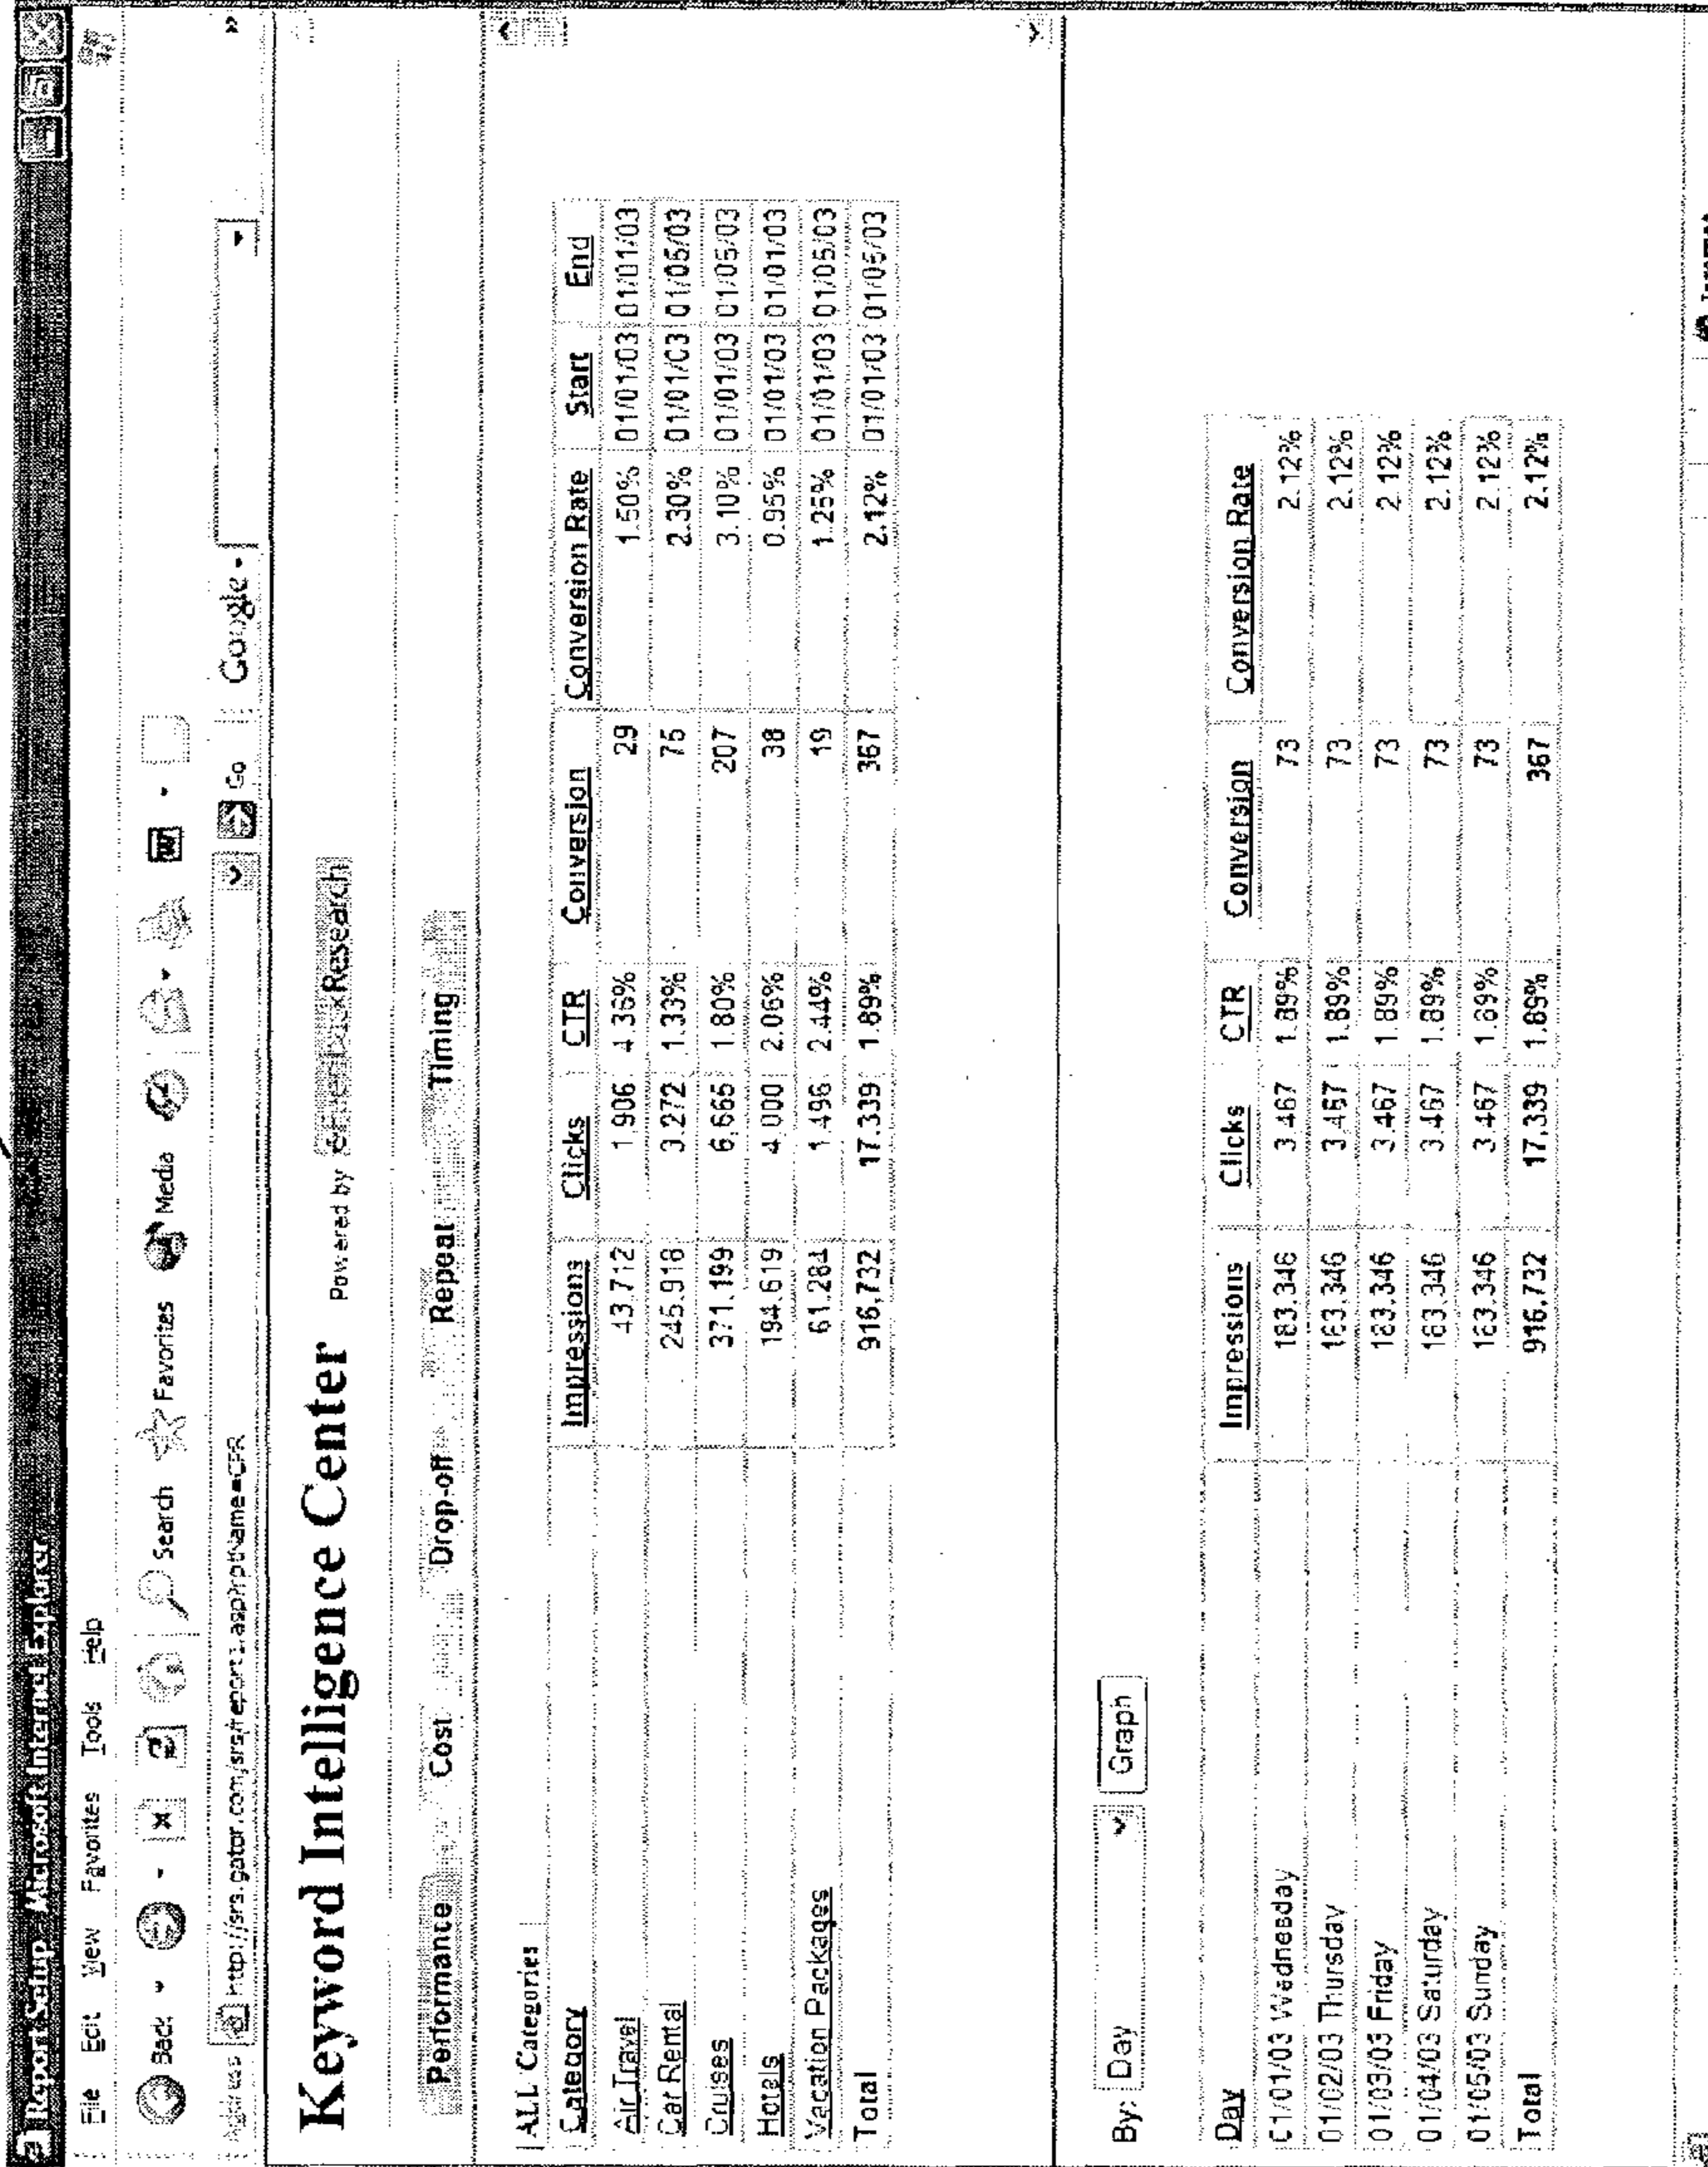 Report Setup - Microsoft Internet Explorer
File Edit View Favorites Tools Help
Back Search Favorites Media
Address Go Google
Keyword Intelligence Center Powered by Research
Performance Cost Drop-off Repeat Timing
ALL Categories
Category Impressions Clicks CTR Conversion Conversion Rate Start End
Air Travel 43,712 1,906 4.36% 29 1.50% 01/01/03 01/01/03
Car Rental 245,918 3,272 1.33% 75 2.30% 01/01/03 01/05/03
Cruises 371,199 6,665 1.80% 207 3.10% 01/01/03 01/05/03
Hotels 194,619 4,000 2.06% 38 0.95% 01/01/03 01/01/03
Vacation Packages 61,284 1,496 2.44% 19 1.25% 01/01/03 01/05/03
Total 916,732 17,339 1.89% 367 2.12% 01/01/03 01/05/03
By: Day Graph
Day Impressions Clicks CTR Conversion Conversion Rate
01/01/03 Wednesday 183,346 3,467 1.89% 73 2.12%
01/02/03 Thursday 183,346 3,467 1.89% 73 2.12%
01/03/03 Friday 183,346 3,467 1.89% 73 2.12%
01/04/03 Saturday 183,346 3,467 1.89% 73 2.12%
01/05/03 Sunday 183,346 3,467 1.89% 73 2.12%
Total 916,732 17,339 1.89% 367 2.12%